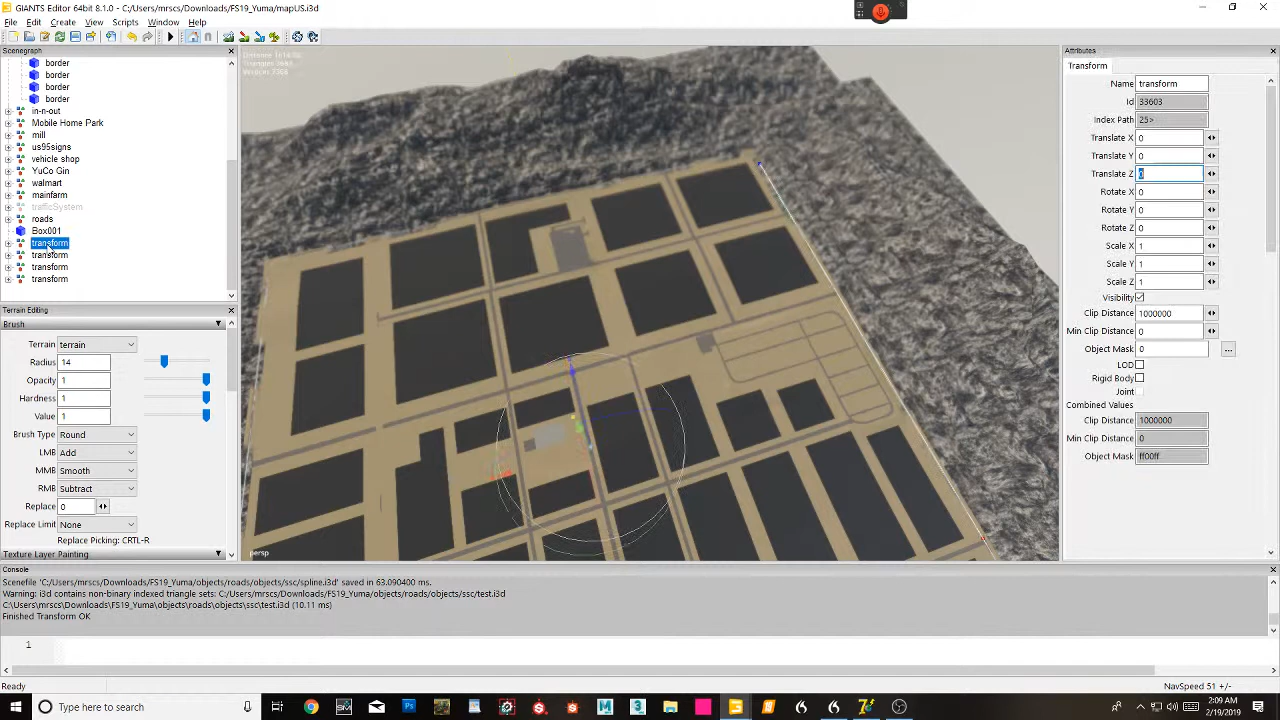 GIANTS Editor 64bit 8.1.0 - C:/Users/mrscs/Downloads/FS19_Yuma/mapUS.i3d
File Edit View Scripts Window Help
Scenegraph
border
border
border
border
in-n-out
Mobile Home Park
mill
us95signs
vehicle shop
Yuco Gin
walmart
mainfarm
trafficSystem
roads
Box001
transform
transform
transform
transform
Terrain Editing
Brush
Terrain terrain
Radius 14
Opacity 1
Hardness 1
Value 1
Brush Type Round
LMB Add
MMB Smooth
RMB Subtract
Replace 0
Replace Limit None
Replace Picking: CRTL-R
Texture Layer Painting
persp
Attributes
Transform
Name transform
Id 33603
Index Path 25>
Translate X 0
Translate Y 0
Translate Z 0
Rotate X 0
Rotate Y 0
Rotate Z 0
Scale X 1
Scale Y 1
Scale Z 1
Visibility
Clip Distance 1000000
Min Clip Distance 0
Object Mask 0 ...
LOD
Rigid Body
Joint
Combined Values
Clip Distance 1000000
Min Clip Distance 0
Object Mask ff00ff
Console
Scenefile 'C:/Users/mrscs/Downloads/FS19_Yuma/objects/roads/objects/ssc/spline.i3d' saved in 63.090400 ms.
Warning: i3d contains non-binary indexed triangle sets: C:/Users/mrscs/Downloads/FS19_Yuma/objects/roads/objects/ssc/test.i3d
C:\Users\mrscs\Downloads\FS19_Yuma\objects\roads\objects\ssc\test.i3d (10.11 ms)
Finished Transform OK
1
Ready
NavSpeed 51 +/-
Type here to search
2:09 AM
2/19/2019